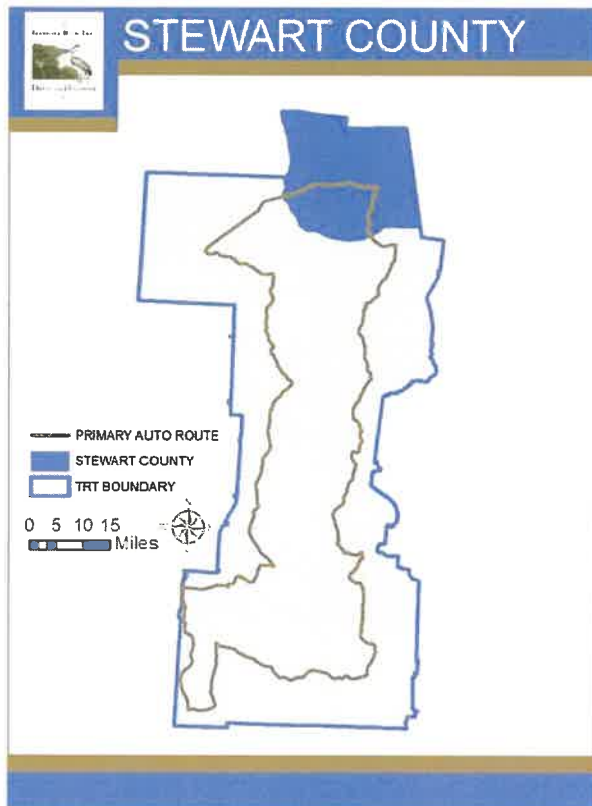 STEWART COUNTY
PRIMARY AUTO ROUTE
STEWART COUNTY
TRT BOUNDARY
0 5 10 15
Miles